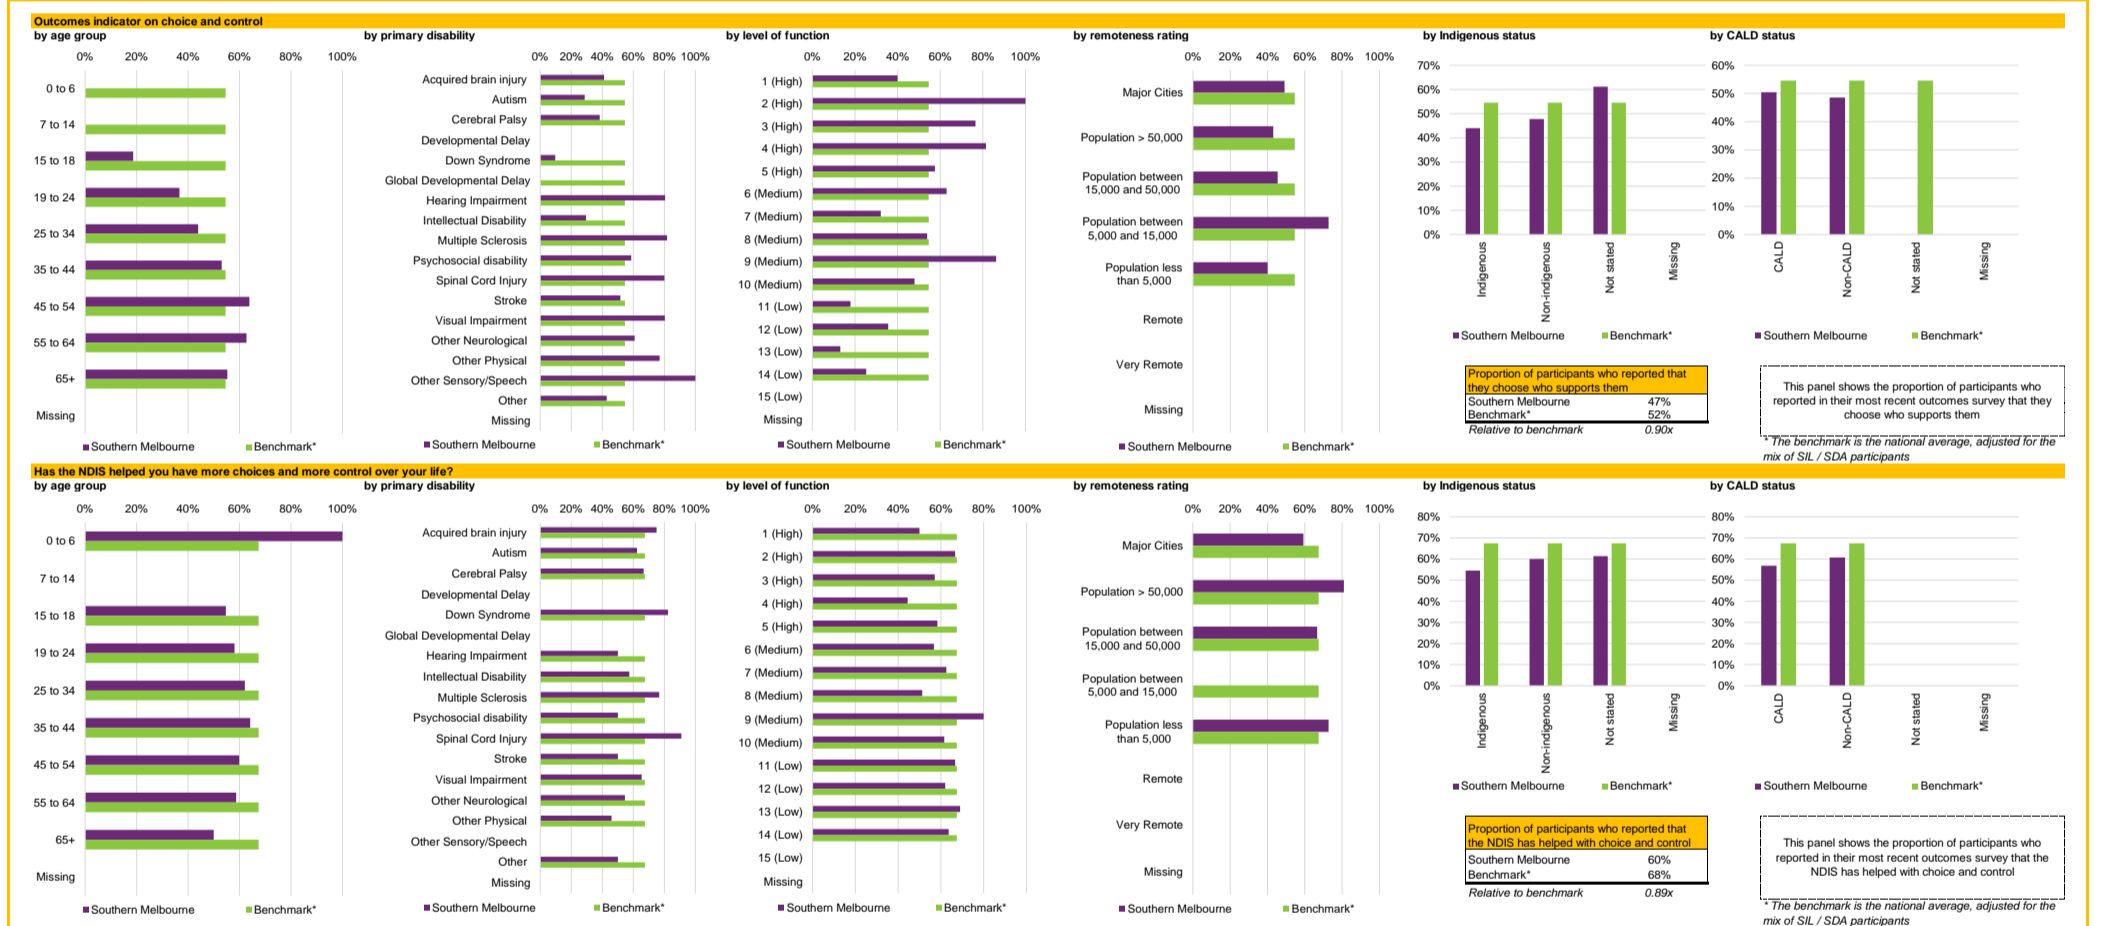 Outcomes indicator on choice and control
by age group
0% 20% 40% 60% 80% 100%
0 to 6
7 to 14
15 to 18
19 to 24
25 to 34
35 to 44
45 to 54
55 to 64
65+
Missing
Southern Melbourne Benchmark*
by primary disability
0% 20% 40% 60% 80% 100%
Acquired brain injury
Autism
Cerebral Palsy
Developmental Delay
Down Syndrome
Global Developmental Delay
Hearing Impairment
Intellectual Disability
Multiple Sclerosis
Psychosocial disability
Spinal Cord Injury
Stroke
Visual Impairment
Other Neurological
Other Physical
Other Sensory/Speech
Other
Missing
Southern Melbourne Benchmark*
by level of function
0% 20% 40% 60% 80% 100%
1 (High)
2 (High)
3 (High)
4 (High)
5 (High)
6 (Medium)
7 (Medium)
8 (Medium)
9 (Medium)
10 (Medium)
11 (Low)
12 (Low)
13 (Low)
14 (Low)
15 (Low)
Missing
Southern Melbourne Benchmark*
by remoteness rating
0% 20% 40% 60% 80% 100%
Major Cities
Population > 50,000
Population between
15,000 and 50,000
Population between
5,000 and 15,000
Population less
than 5,000
Remote
Very Remote
Missing
Southern Melbourne Benchmark*
by Indigenous status
70%
60%
50%
40%
30%
20%
10%
0%
Indigenous
Non-indigenous
Not stated
Missing
Southern Melbourne Benchmark*
by CALD status
60%
50%
40%
30%
20%
10%
0%
CALD
Non-CALD
Not stated
Missing
Southern Melbourne Benchmark*
Proportion of participants who reported that
they choose who supports them
Southern Melbourne 47%
Benchmark* 52%
Relative to benchmark 0.90x
This panel shows the proportion of participants who
reported in their most recent outcomes survey that they
choose who supports them
* The benchmark is the national average, adjusted for the
mix of SIL / SDA participants
Has the NDIS helped you have more choices and more control over your life?
by age group
0% 20% 40% 60% 80% 100%
0 to 6
7 to 14
15 to 18
19 to 24
25 to 34
35 to 44
45 to 54
55 to 64
65+
Missing
Southern Melbourne Benchmark*
by primary disability
0% 20% 40% 60% 80% 100%
Acquired brain injury
Autism
Cerebral Palsy
Developmental Delay
Down Syndrome
Global Developmental Delay
Hearing Impairment
Intellectual Disability
Multiple Sclerosis
Psychosocial disability
Spinal Cord Injury
Stroke
Visual Impairment
Other Neurological
Other Physical
Other Sensory/Speech
Other
Missing
Southern Melbourne Benchmark*
by level of function
0% 20% 40% 60% 80% 100%
1 (High)
2 (High)
3 (High)
4 (High)
5 (High)
6 (Medium)
7 (Medium)
8 (Medium)
9 (Medium)
10 (Medium)
11 (Low)
12 (Low)
13 (Low)
14 (Low)
15 (Low)
Missing
Southern Melbourne Benchmark*
by remoteness rating
0% 20% 40% 60% 80% 100%
Major Cities
Population > 50,000
Population between
15,000 and 50,000
Population between
5,000 and 15,000
Population less
than 5,000
Remote
Very Remote
Missing
Southern Melbourne Benchmark*
by Indigenous status
80%
70%
60%
50%
40%
30%
20%
10%
0%
Indigenous
Non-indigenous
Not stated
Missing
Southern Melbourne Benchmark*
by CALD status
80%
70%
60%
50%
40%
30%
20%
10%
0%
CALD
Non-CALD
Not stated
Missing
Southern Melbourne Benchmark*
Proportion of participants who reported that
the NDIS has helped with choice and control
Southern Melbourne 60%
Benchmark* 68%
Relative to benchmark 0.89x
This panel shows the proportion of participants who
reported in their most recent outcomes survey that the
NDIS has helped with choice and control
* The benchmark is the national average, adjusted for the
mix of SIL / SDA participants